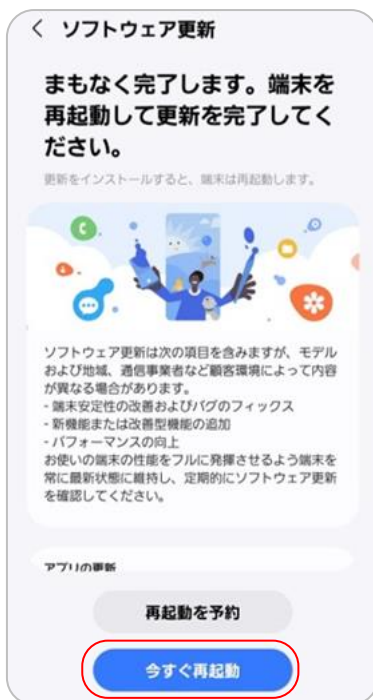 ソフトウェア更新
まもなく完了します。端末を
再起動して更新を完了してく
ださい。
更新をインストールすると、端末は再起動します。
ソフトウェア更新は次の項目を含みますが、モデル
および地域、通信事業者など顧客環境によって内容
が異なる場合があります。
- 端末安定性の改善およびバグのフィックス
- 新機能または改善型機能の追加
- パフォーマンスの向上
お使いの端末の性能をフルに発揮させるよう端末を
常に最新状態に維持し、定期的にソフトウェア更新
を確認してください。
アプリの更新
再起動を予約
今すぐ再起動